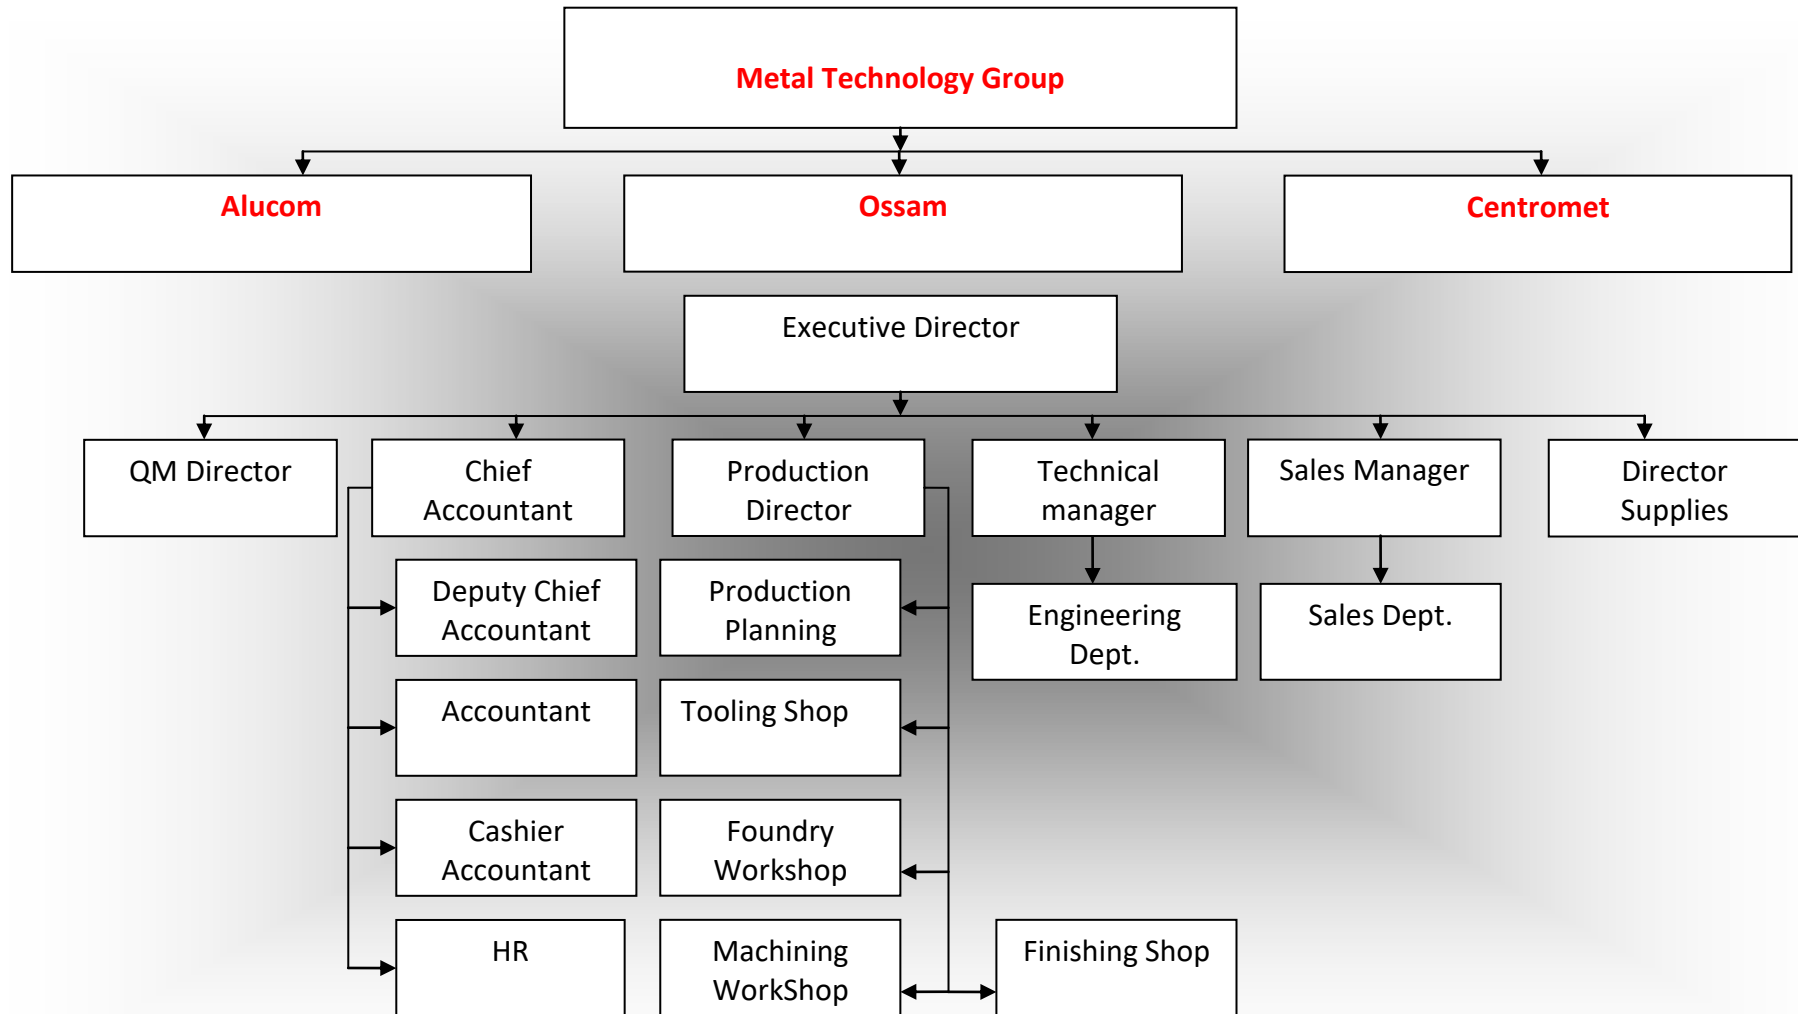 Metal Technology Group
Alucom
Ossam
Centromet
Executive Director
QM Director
Chief
Accountant
Production
Director
Technical
manager
Sales Manager
Director
Supplies
Deputy Chief
Accountant
Production
Planning
Engineering
Dept.
Sales Dept.
Accountant
Tooling Shop
Cashier
Accountant
Foundry
Workshop
HR
Machining
WorkShop
Finishing Shop